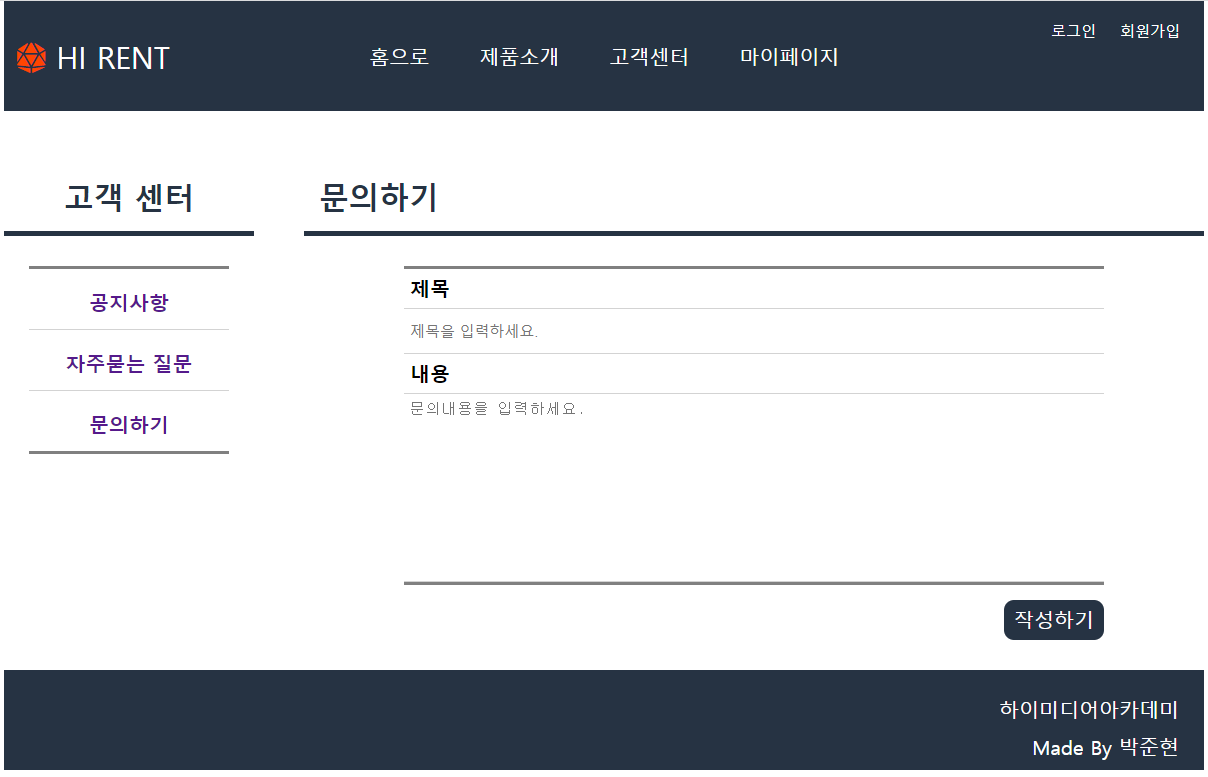 로그인 회원가입
HI RENT 홈으로 제품소개 고객센터 마이페이지
고객 센터
공지사항
자주묻는 질문
문의하기
문의하기
제목
제목을 입력하세요.
내용
문의내용을 입력하세요.
작성하기
하이미디어아카데미
Made By 박준현